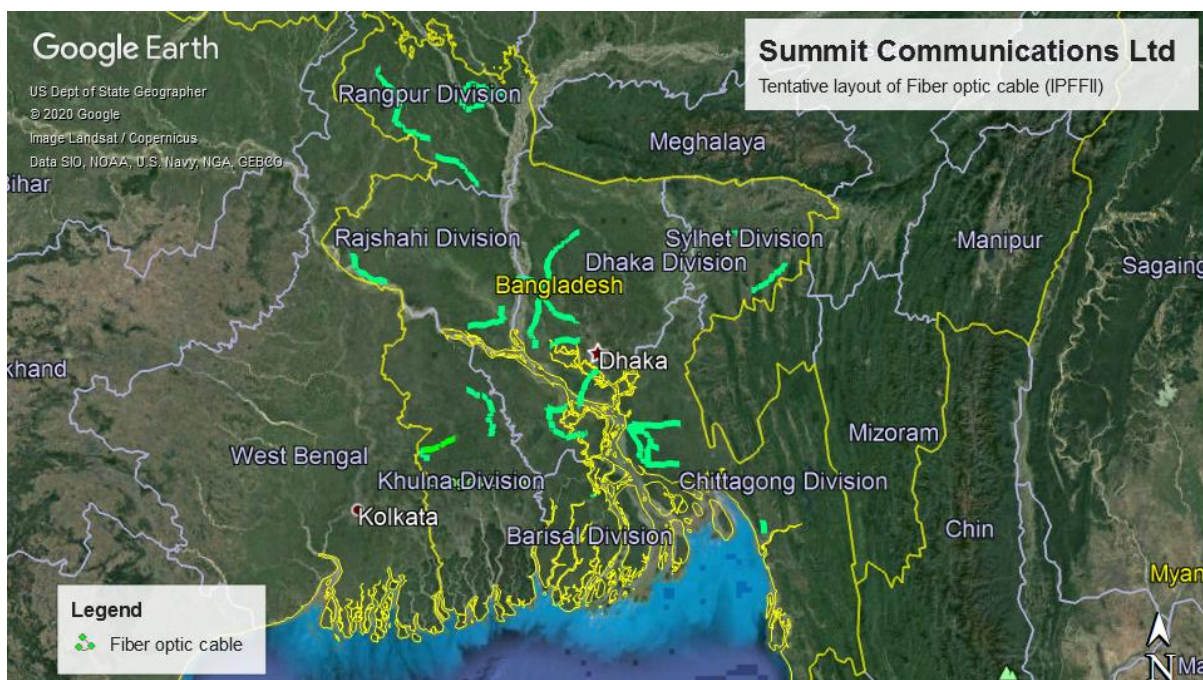 Google Earth
US Dept of State Geographer
© 2020 Google
Image Landsat / Copernicus
Data SIO, NOAA, U.S. Navy, NGA, GEBCO
Summit Communications Ltd
Tentative layout of Fiber optic cable (IPFFII)
Rangpur Division
Meghalaya
Bihar
Rajshahi Division
Sylhet Division
Manipur
Dhaka Division
Sagaing
Bangladesh
Dhaka
khand
Mizoram
West Bengal
Khulna Division
Chittagong Division
Kolkata
Barisal Division
Chin
Myan
Legend
Fiber optic cable
N
Ma